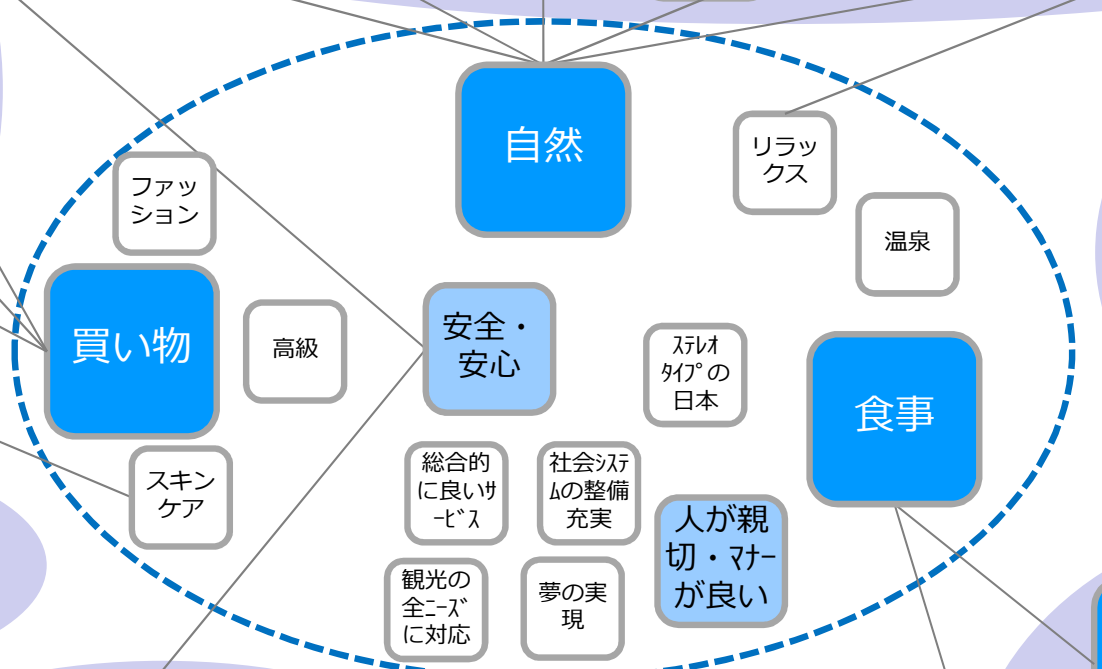 自然
リラッ
クス
ファッ
ション
温泉
買い物
高級
安全・
安心
ｽﾃﾚｵ
ﾀｲﾌﾟの
日本
食事
スキン
ケア
総合的
に良いｻ
ｰﾋﾞｽ
社会ｼｽﾃ
ﾑの整備
充実
人が親
切・ﾏﾅｰ
が良い
観光の
全ﾆｰｽﾞ
に対応
夢の実
現